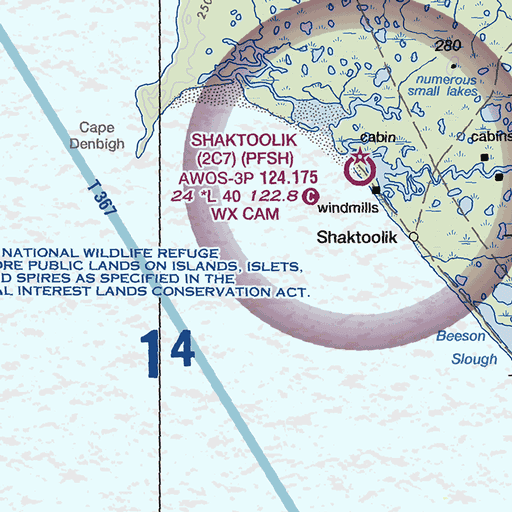 250
280
numerous
small lakes
Cape
Denbigh
cabin
cabins
SHAKTOOLIK
(2C7) (PFSH)
AWOS-3P 124.175
24 *L 40 122.8 C
WX CAM
windmills
Shaktoolik
T 367
NATIONAL WILDLIFE REFUGE
ORE PUBLIC LANDS ON ISLANDS, ISLETS,
D SPIRES AS SPECIFIED IN THE
AL INTEREST LANDS CONSERVATION ACT.
14
Beeson
Slough